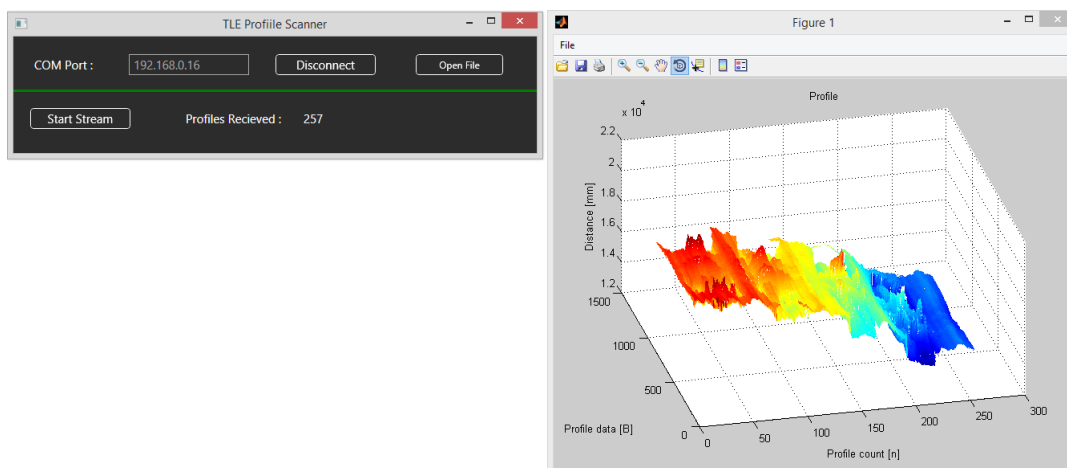 TLE Profiile Scanner
COM Port :
192.168.0.16
Disconnect
Open File
Start Stream
Profiles Recieved :
257
Figure 1
File
Profile
x 10
4
2.2
2
1.8
1.6
1.4
1.2
Distance [mm]
1500
1000
500
0
Profile data [B]
0
50
100
150
200
250
300
Profile count [n]